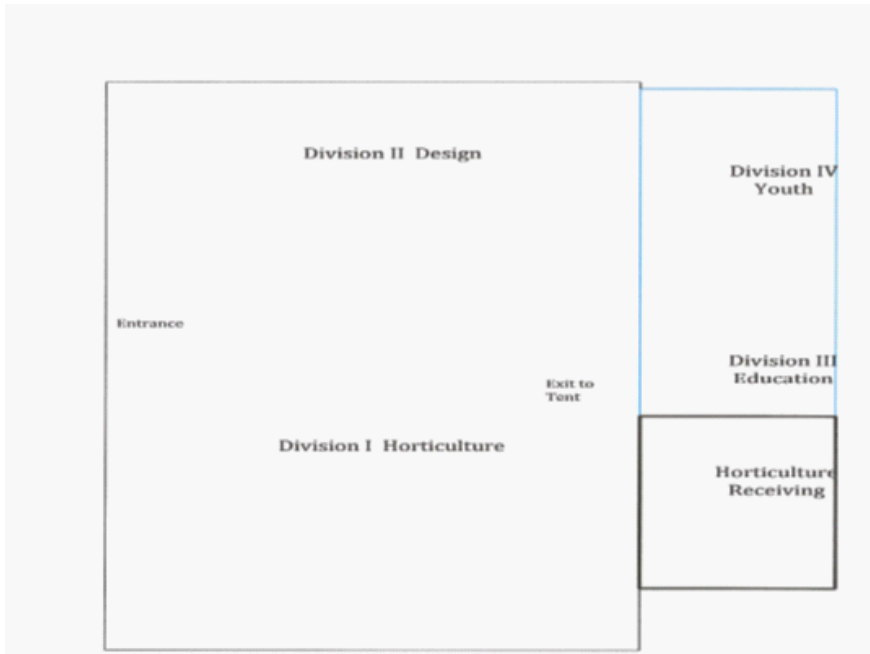 Division II Design
Division IV
Youth
Entrance
Division III
Education
Exit to
Tent
Division I Horticulture
Horticulture
Receiving